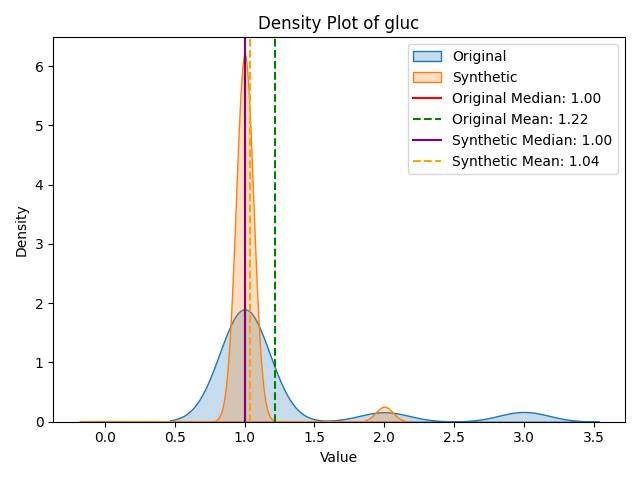 Density Plot of gluc
Original
Synthetic
Original Median: 1.00
Original Mean: 1.22
Synthetic Median: 1.00
Synthetic Mean: 1.04
Density
6
5
4
3
2
1
0
0.0 0.5 1.0 1.5 2.0 2.5 3.0 3.5
Value